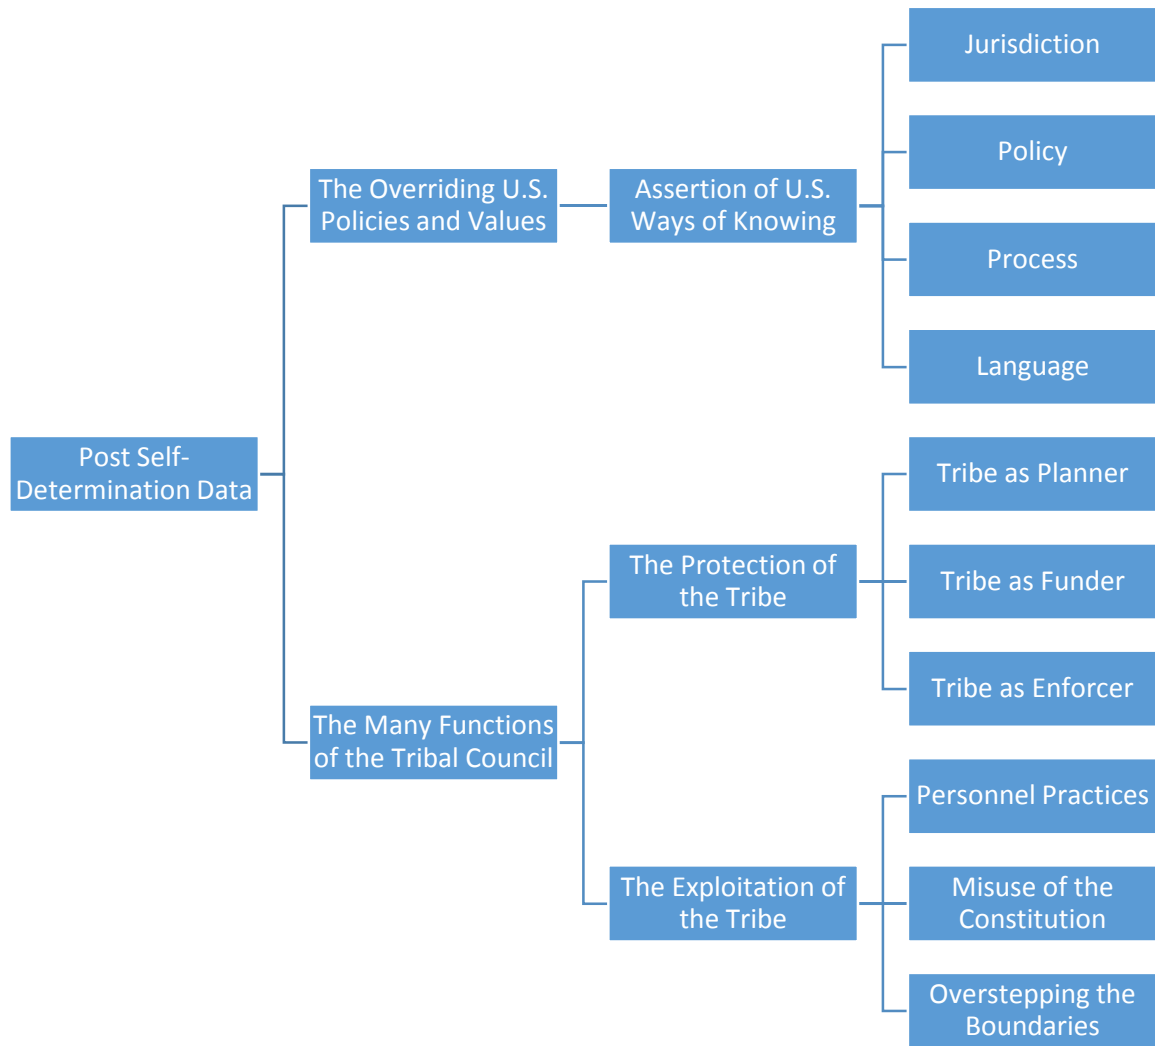 Post Self-
Determination Data
The Overriding U.S.
Policies and Values
Assertion of U.S.
Ways of Knowing
Jurisdiction
Policy
Process
Language
The Many Functions
of the Tribal Council
The Protection of
the Tribe
Tribe as Planner
Tribe as Funder
Tribe as Enforcer
The Exploitation of
the Tribe
Personnel Practices
Misuse of the
Constitution
Overstepping the
Boundaries